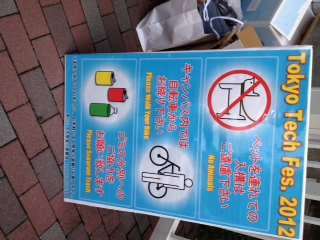 Tokyo Tech Fes. 2012
ペットを連れての
入構は
ご遠慮下さい
No Animals
キャンパス内では
自転車から
お降り下さい
Please Walk Your Bike
ゴミの分別への
ご協力を
お願い致します
Please Separate Trash